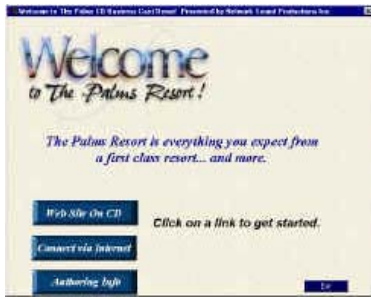 Welcome to The Palms CD Business Card Demo! Presented by Network Sound Productions Inc
Welcome
to The Palms Resort !
The Palms Resort is everything you expect from
a first class resort... and more.
Web Site On CD
Click on a link to get started.
Connect via Internet
Authoring Info
Exit